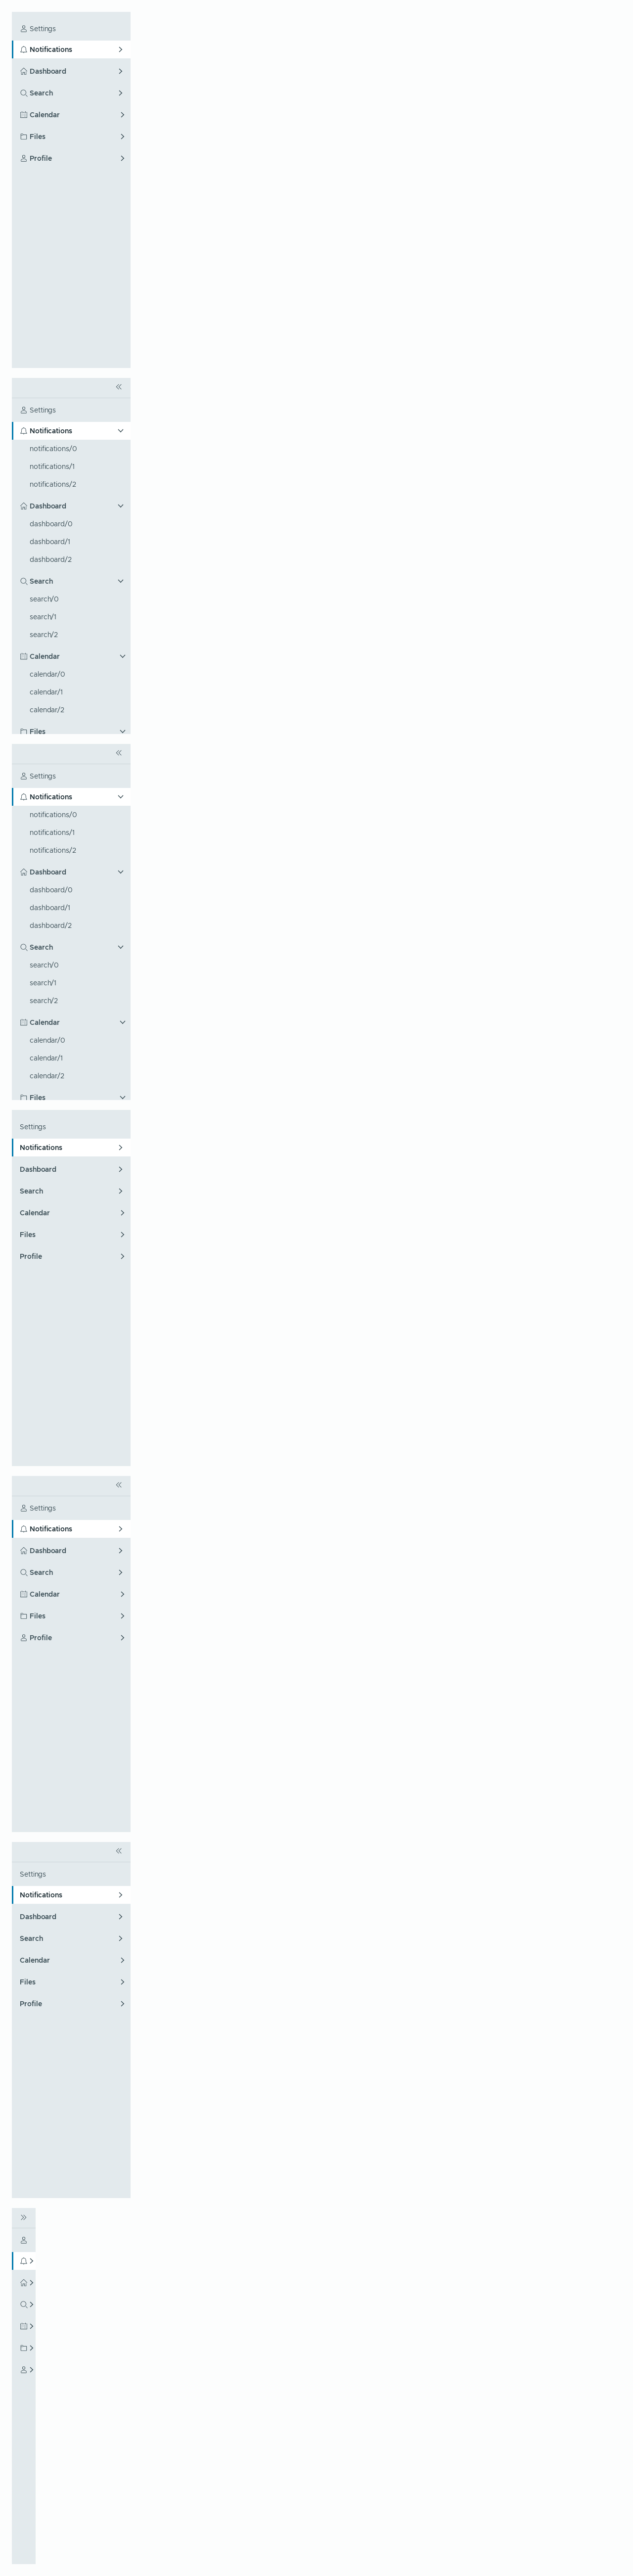 Settings
Notifications
Dashboard
Search
Calendar
Files
Profile
Settings
Notifications
notifications/0
notifications/1
notifications/2
Dashboard
dashboard/0
dashboard/1
dashboard/2
Search
search/0
search/1
search/2
Calendar
calendar/0
calendar/1
calendar/2
Files
Settings
Notifications
notifications/0
notifications/1
notifications/2
Dashboard
dashboard/0
dashboard/1
dashboard/2
Search
search/0
search/1
search/2
Calendar
calendar/0
calendar/1
calendar/2
Files
Settings
Notifications
Dashboard
Search
Calendar
Files
Profile
Settings
Notifications
Dashboard
Search
Calendar
Files
Profile
Settings
Notifications
Dashboard
Search
Calendar
Files
Profile